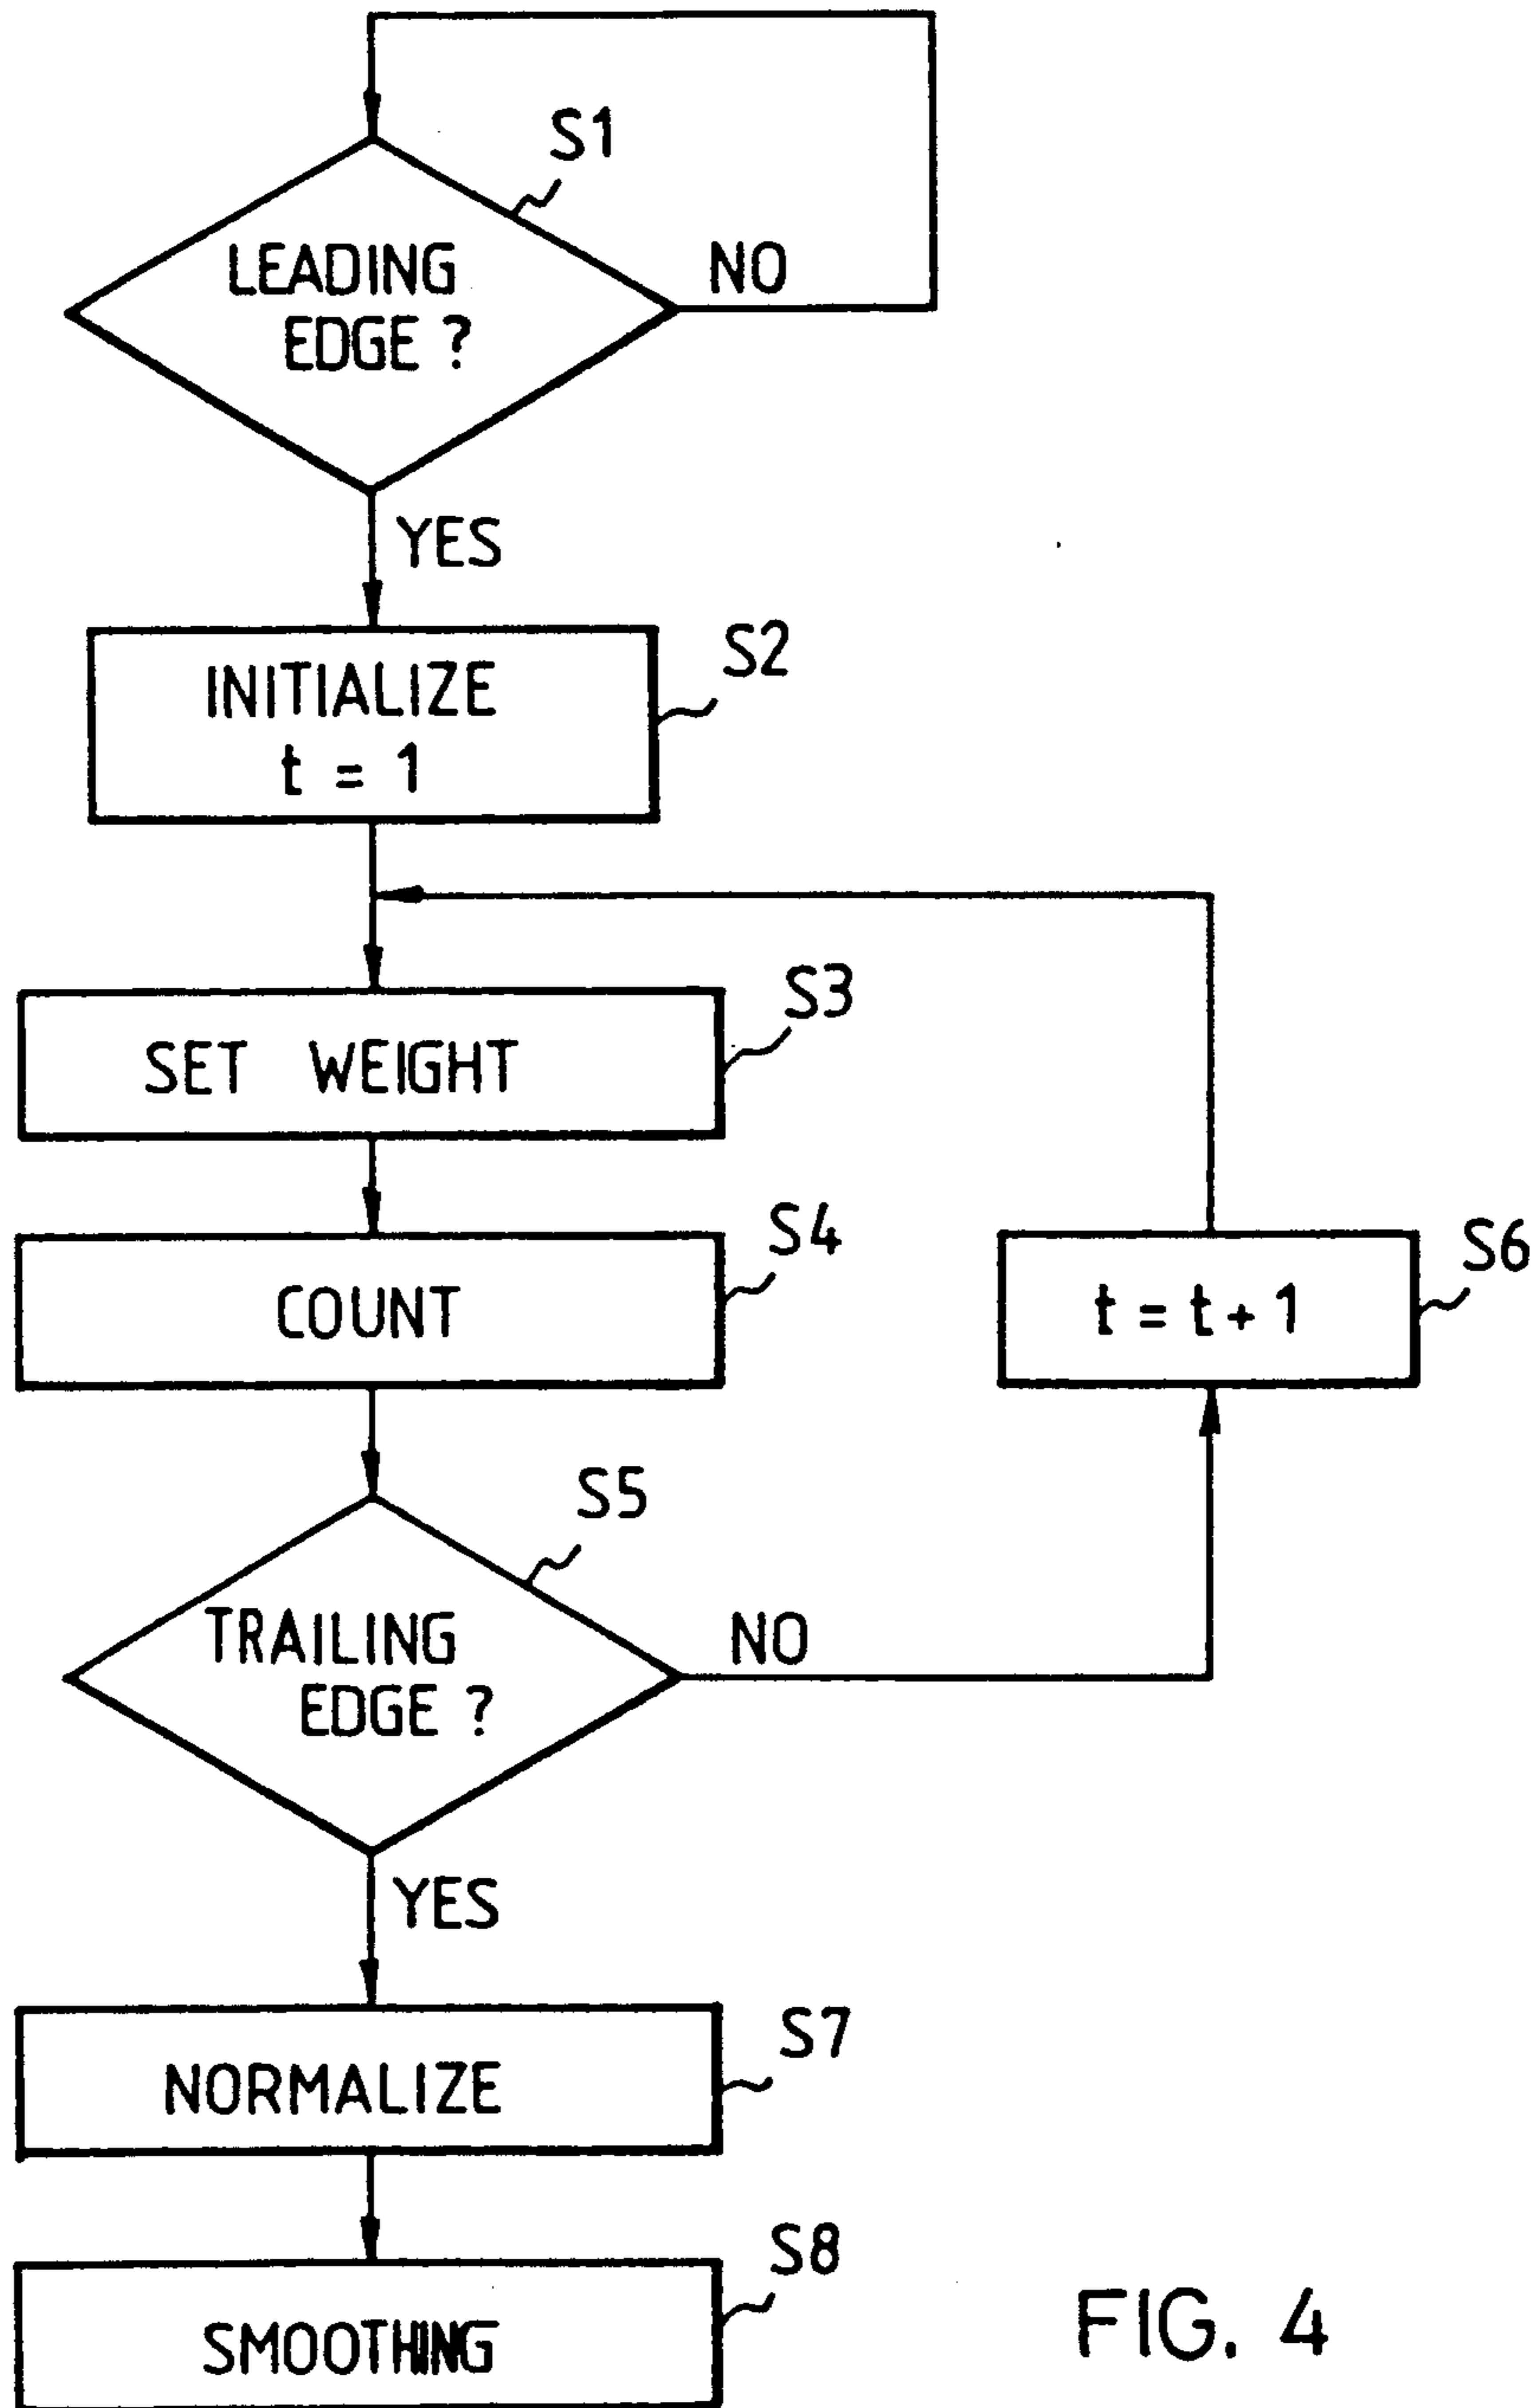 S1
LEADING
EDGE ?
NO
YES
S2
INITIALIZE
t = 1
S3
SET WEIGHT
S4
COUNT
S6
t = t + 1
S5
TRAILING
EDGE ?
NO
YES
S7
NORMALIZE
S8
SMOOTHING
FIG. 4